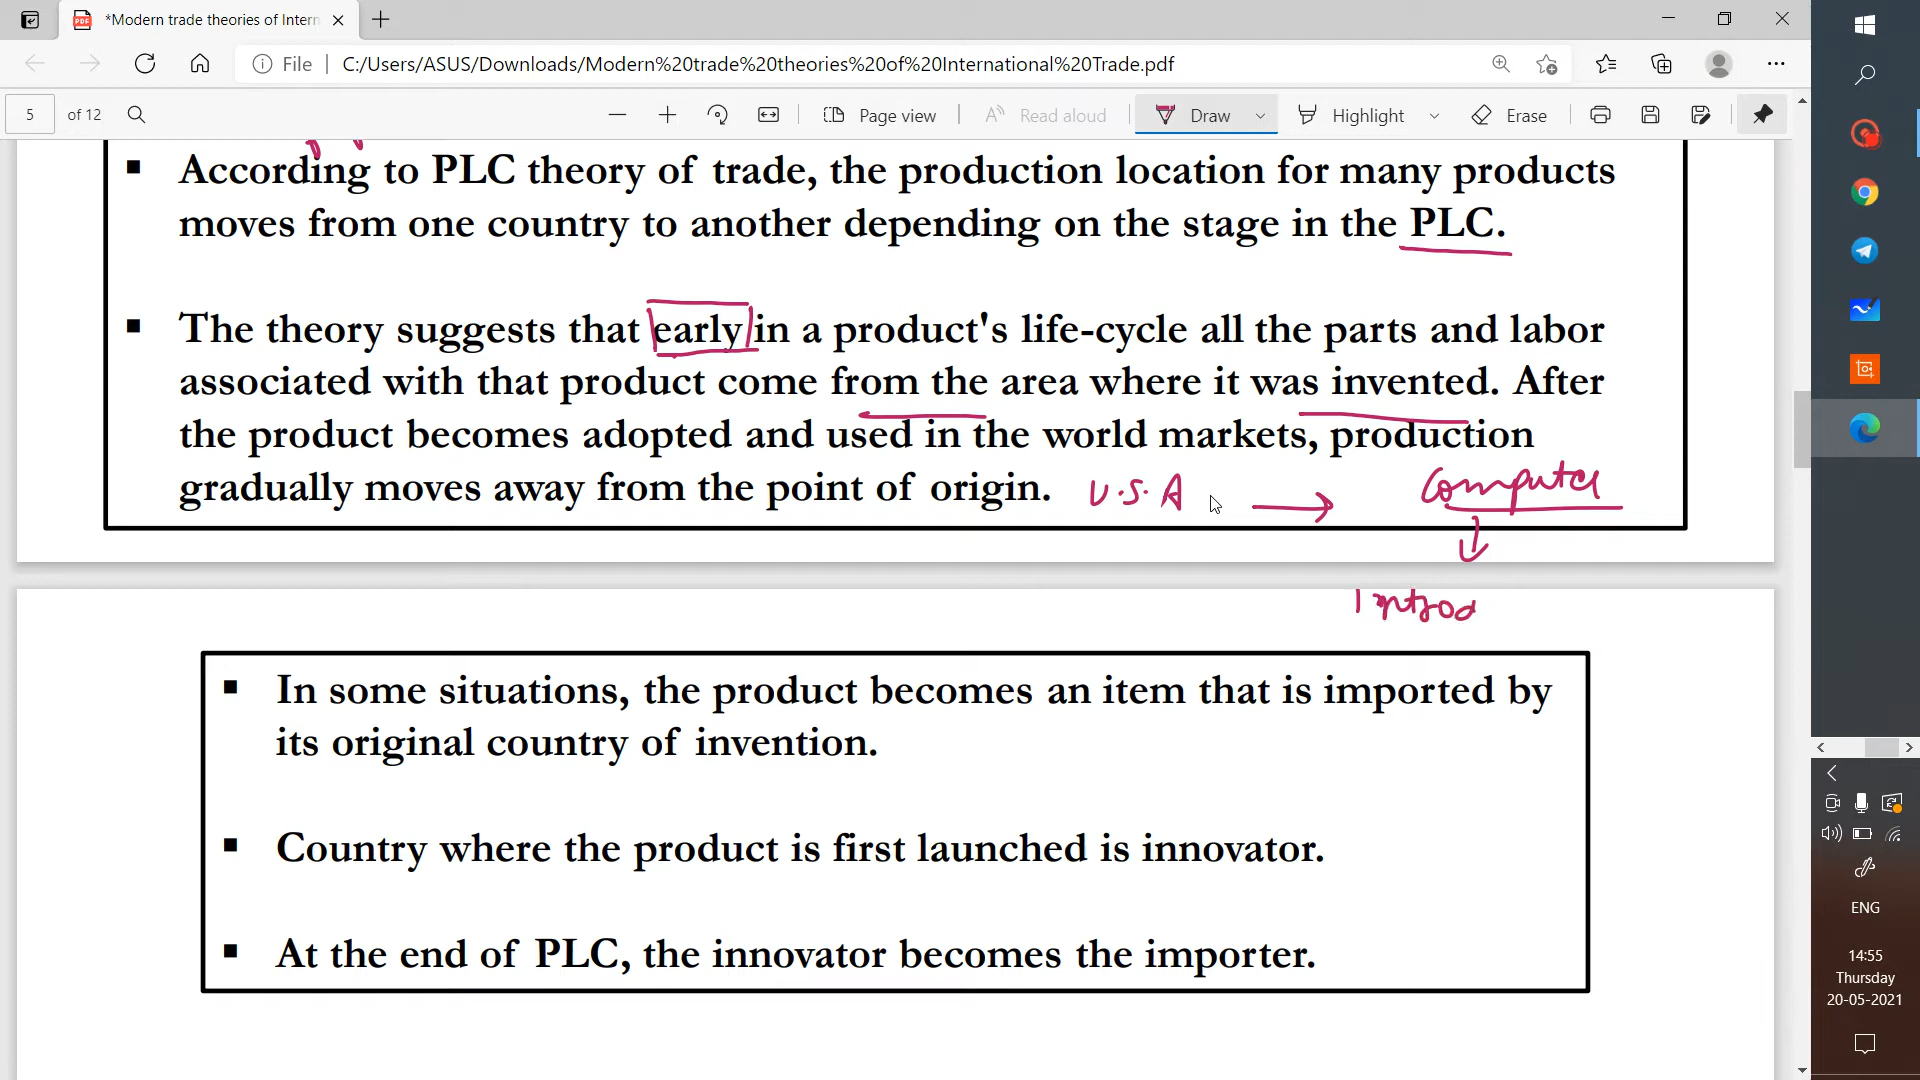 *Modern trade theories of Intern
File
C:/Users/ASUS/Downloads/Modern%20trade%20theories%20of%20International%20Trade.pdf
5 of 12
Page view
Read aloud
Draw
Highlight
Erase
▪ According to PLC theory of trade, the production location for many products
moves from one country to another depending on the stage in the PLC.
▪ The theory suggests that early in a product's life-cycle all the parts and labor
associated with that product come from the area where it was invented. After
the product becomes adopted and used in the world markets, production
gradually moves away from the point of origin. U.S.A → Computer
Introd
▪ In some situations, the product becomes an item that is imported by
its original country of invention.
▪ Country where the product is first launched is innovator.
▪ At the end of PLC, the innovator becomes the importer.
ENG
14:55
Thursday
20-05-2021